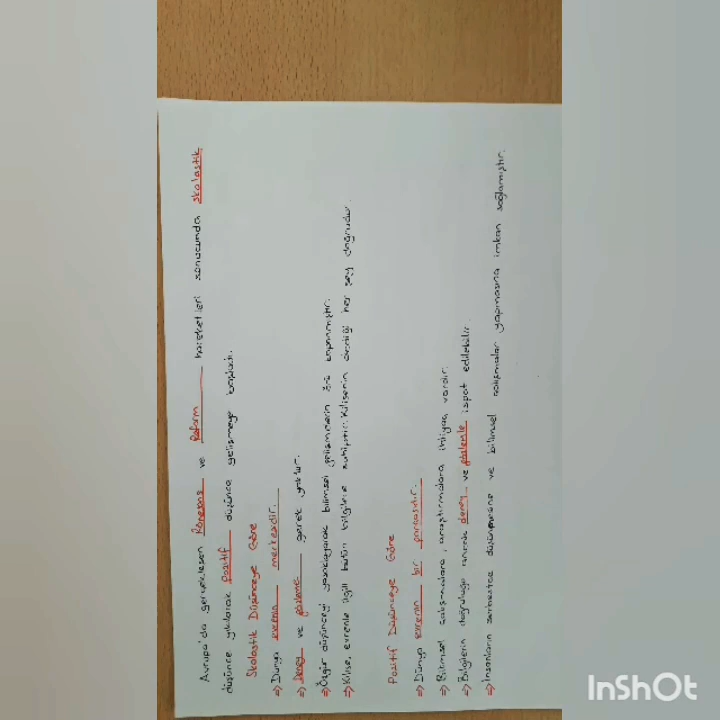 Avrupa'da gerçekleşen Rönesans ve Reform hareketleri sonucunda skolastik
düşünce yıkılarak pozitif düşünce gelişmeye başladı.
Skolastik Düşünceye Göre
⇒ Dünya evrenin merkezidir.
⇒ Deney ve gözleme gerek yoktur.
⇒ Özgür düşünceyi yasaklayarak bilimsel gelişmelerin önü kapanmıştır.
⇒ Kilise, evrenle ilgili bütün bilgilere sahiptir. Kilisenin dediği her şey doğrudur.
Pozitif Düşünceye Göre
⇒ Dünya evrenin bir parçasıdır.
⇒ Bilimsel çalışmalara, araştırmalara ihtiyaç vardır.
⇒ Bilgilerin doğruluğu ancak deney ve gözlemle ispat edilebilir.
⇒ İnsanların serbestçe düşünmesine ve bilimsel çalışmalar yapmasına imkan sağlamıştır.
InShOt